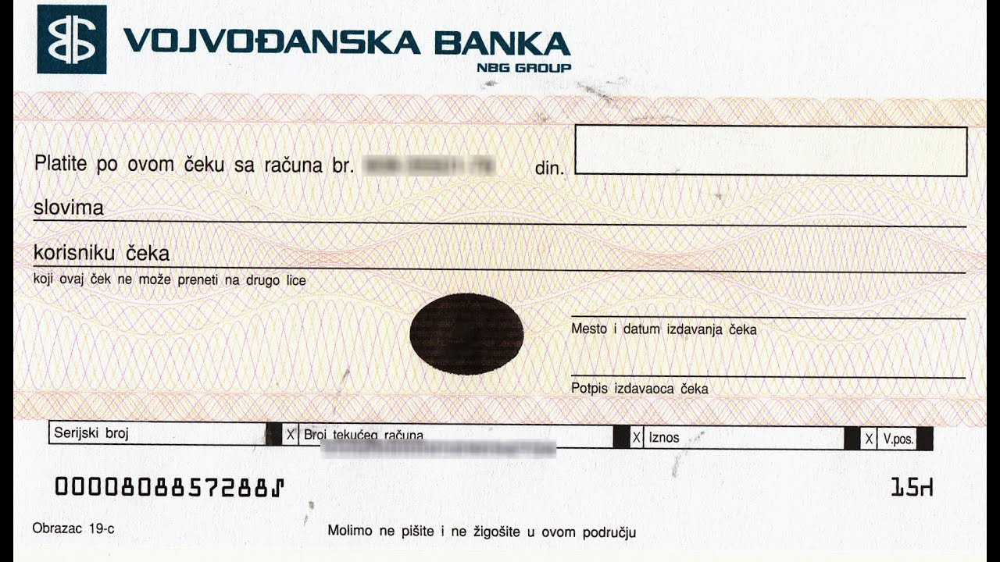 VOJVOĐANSKA BANKA
NBG GROUP
Platite po ovom čeku sa računa br. din.
slovima
korisniku čeka
koji ovaj ček ne može preneti na drugo lice
Mesto i datum izdavanja čeka
Potpis izdavaoca čeka
Serijski broj X Broj tekućeg računa X Iznos X V.pos.
0000808857288 15H
Obrazac 19-c Molimo ne pišite i ne žigošite u ovom području